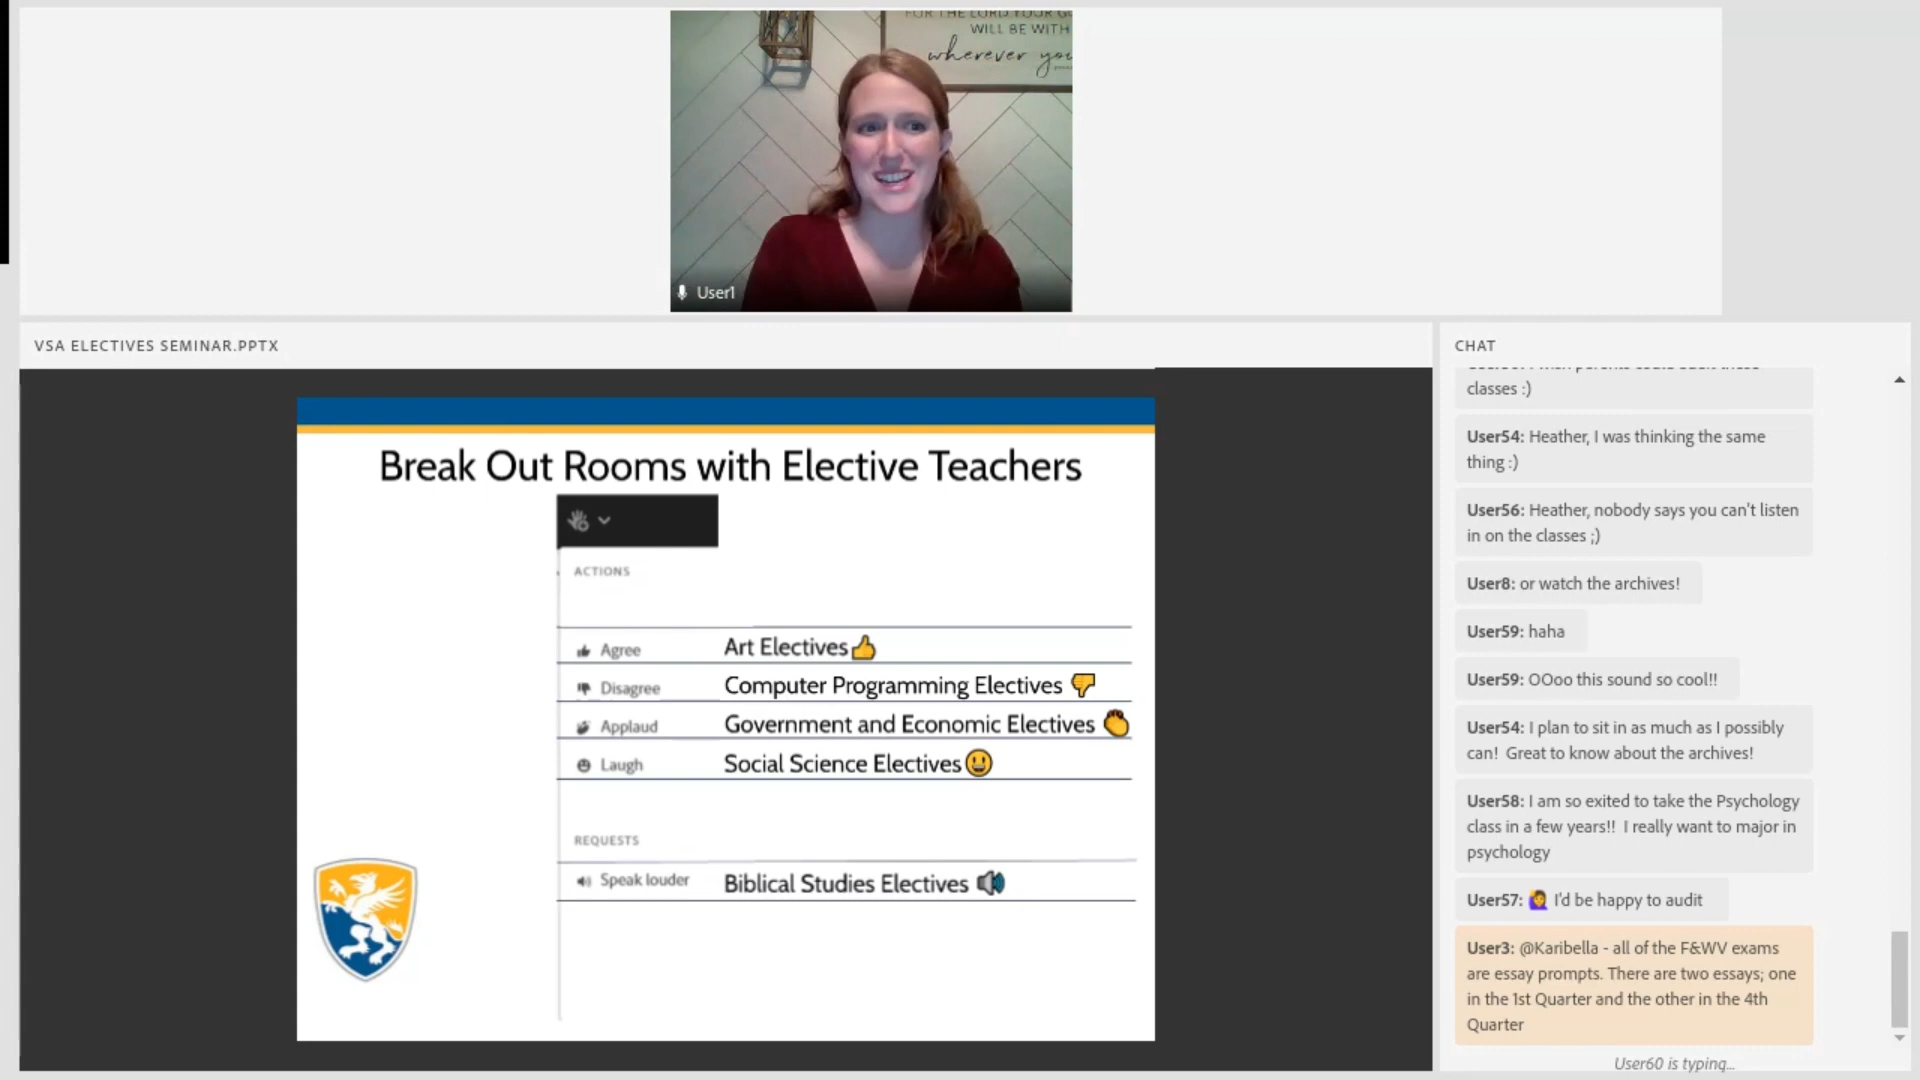 FOR THE LORD YOUR GOD
WILL BE WITH
wherever you
User1
VSA ELECTIVES SEMINAR.PPTX
Break Out Rooms with Elective Teachers
ACTIONS
Agree Art Electives
Disagree Computer Programming Electives
Applaud Government and Economic Electives
Laugh Social Science Electives
REQUESTS
Speak louder Biblical Studies Electives
CHAT
classes :)
User54: Heather, I was thinking the same
thing :)
User56: Heather, nobody says you can't listen
in on the classes ;)
User8: or watch the archives!
User59: haha
User59: OOoo this sound so cool!!
User54: I plan to sit in as much as I possibly
can! Great to know about the archives!
User58: I am so exited to take the Psychology
class in a few years!! I really want to major in
psychology
User57: 🙋‍♀️ I'd be happy to audit
User3: @Karibella - all of the F&WV exams
are essay prompts. There are two essays; one
in the 1st Quarter and the other in the 4th
Quarter
User60 is typing...